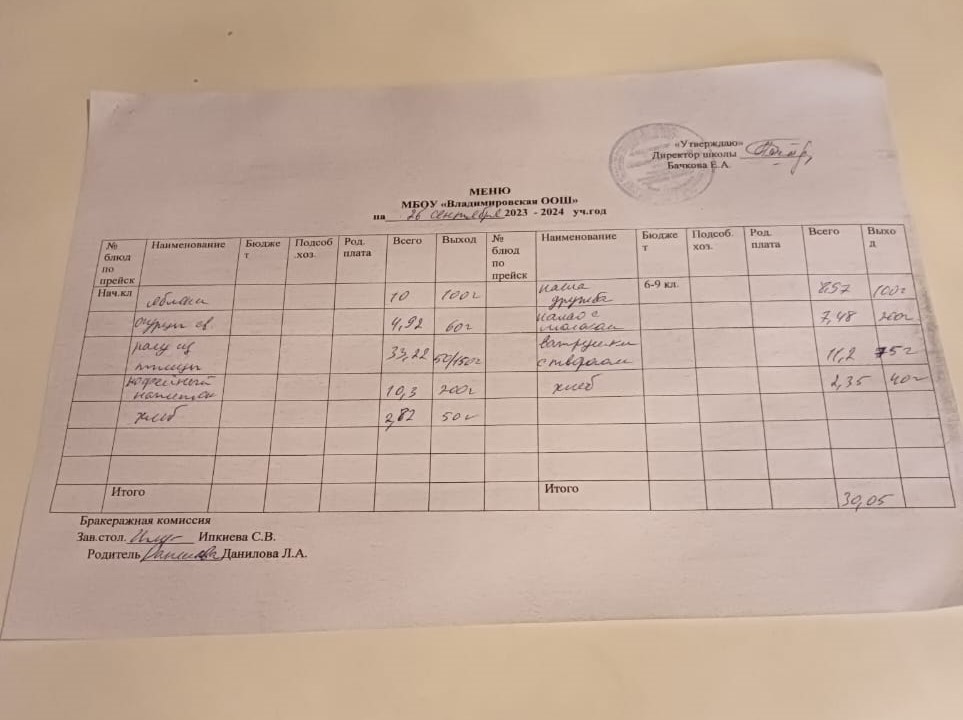 «Утверждаю»
Директор школы
Бачкова Е.А.
МЕНЮ
МБОУ «Владимировская ООШ»
на 26 сентября 2023 - 2024 уч.год
№ блюд по прейск Наименование Бюджет Подсоб.хоз. Род. плата Всего Выход № блюд по прейск Наименование Бюджет Подсоб. хоз. Род. плата Всего Выход
Нач.кл яблоки 10 100г каша дружба 6-9 кл. 100г
огурцы св. 4,92 60г какао с молоком 7,48 200г
рагу из птицы 33,22 50/150г ватрушки с творогом 11,2 75г
кофейный напиток 10,3 200г хлеб 2,35 40г
хлеб 2,82 50г
Итого Итого 30,05
Бракеражная комиссия
Зав.стол. Ипкиева С.В.
Родитель Данилова Данилова Л.А.